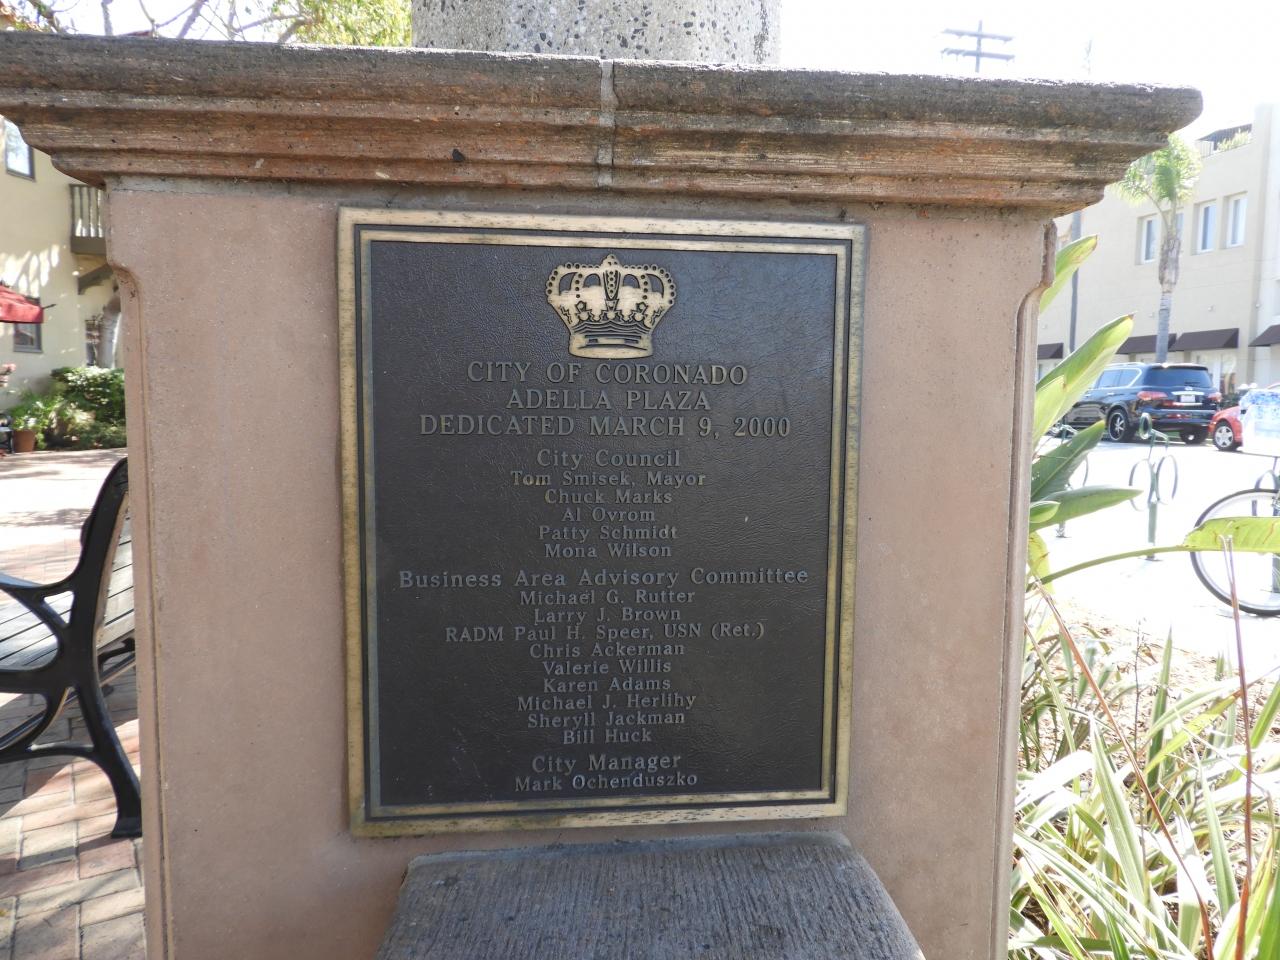 CITY OF CORONADO
ADELLA PLAZA
DEDICATED MARCH 9, 2000
City Council
Tom Smisek, Mayor
Chuck Marks
Al Ovrom
Patty Schmidt
Mona Wilson
Business Area Advisory Committee
Michael G. Rutter
Larry J. Brown
RADM Paul H. Speer, USN (Ret.)
Chris Ackerman
Valerie Willis
Karen Adams
Michael J. Herlihy
Sheryll Jackman
Bill Huck
City Manager
Mark Ochenduszko